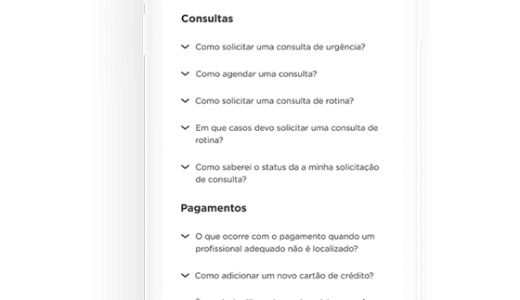 Consultas
Como solicitar uma consulta de urgência?
Como agendar uma consulta?
Como solicitar uma consulta de rotina?
Em que casos devo solicitar uma consulta de
rotina?
Como saberei o status da a minha solicitação
de consulta?
Pagamentos
O que ocorre com o pagamento quando um
profissional adequado não é localizado?
Como adicionar um novo cartão de crédito?